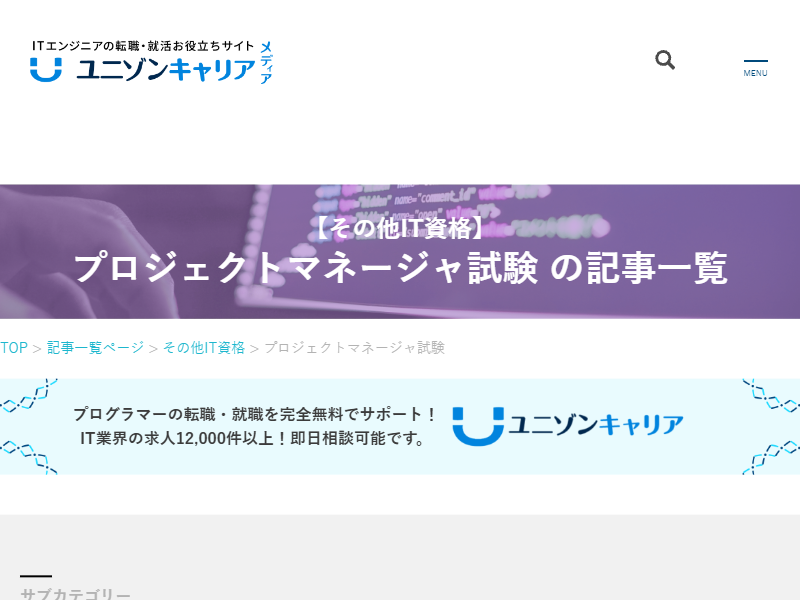 ITエンジニアの転職・就活お役立ちサイト
ユニゾンキャリア
メディア
MENU
【その他IT資格】
プロジェクトマネージャ試験 の記事一覧
TOP > 記事一覧ページ > その他IT資格 > プロジェクトマネージャ試験
プログラマーの転職・就職を完全無料でサポート！
IT業界の求人12,000件以上！即日相談可能です。
ユニゾンキャリア
サブカテゴリー